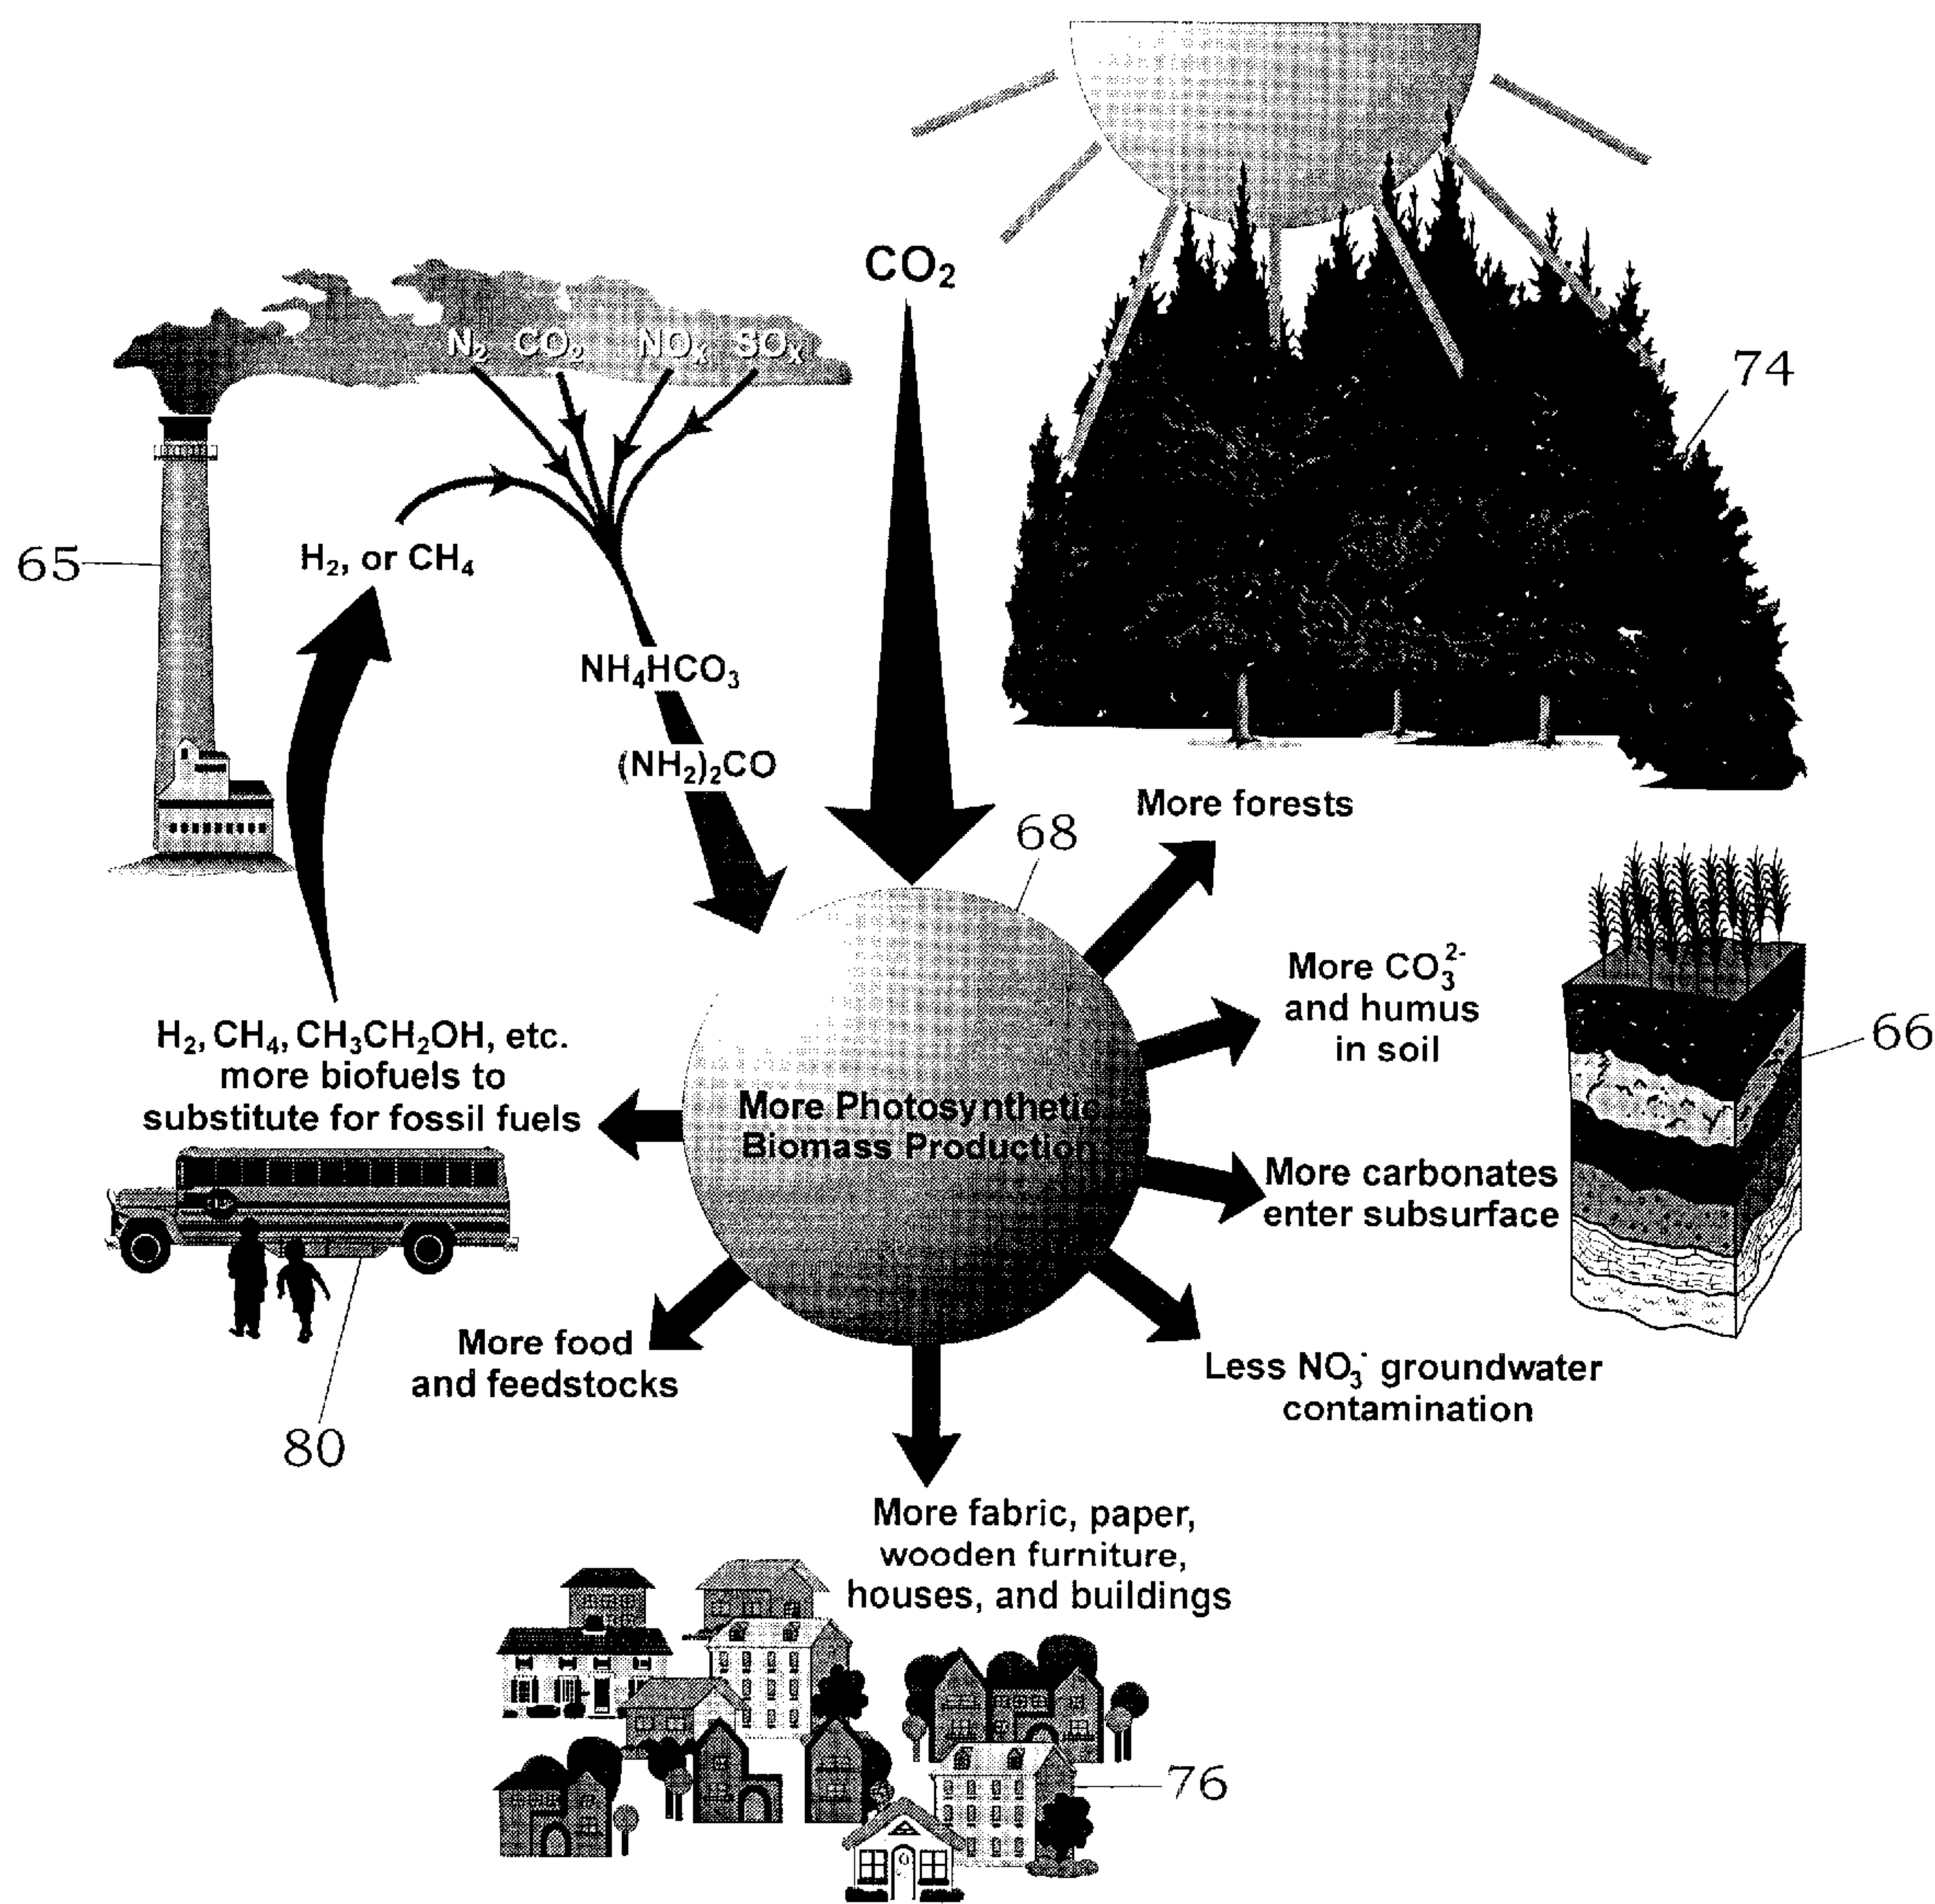 CO₂
N₂ CO₂ NOₓ SOₓ
74
65
H₂, or CH₄
NH₄HCO₃
(NH₂)₂CO
More forests
68
More CO₃²⁻
and humus
in soil
66
H₂, CH₄, CH₃CH₂OH, etc.
more biofuels to
substitute for fossil fuels
More Photosynthetic
Biomass Production
More carbonates
enter subsurface
More food
and feedstocks
80
Less NO₃⁻ groundwater
contamination
More fabric, paper,
wooden furniture,
houses, and buildings
76